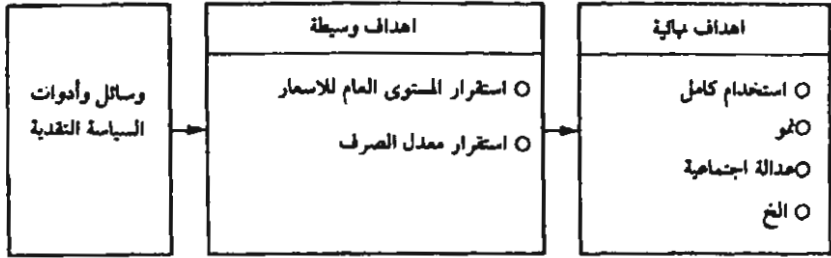 وسائل وأدوات
السياسة النقدية
اهداف وسيطة
○ استقرار المستوى العام للاسعار
○ استقرار معدل الصرف
اهداف نهائية
○ استخدام كامل
○ نمو
○ عدالة اجتماعية
○ الخ